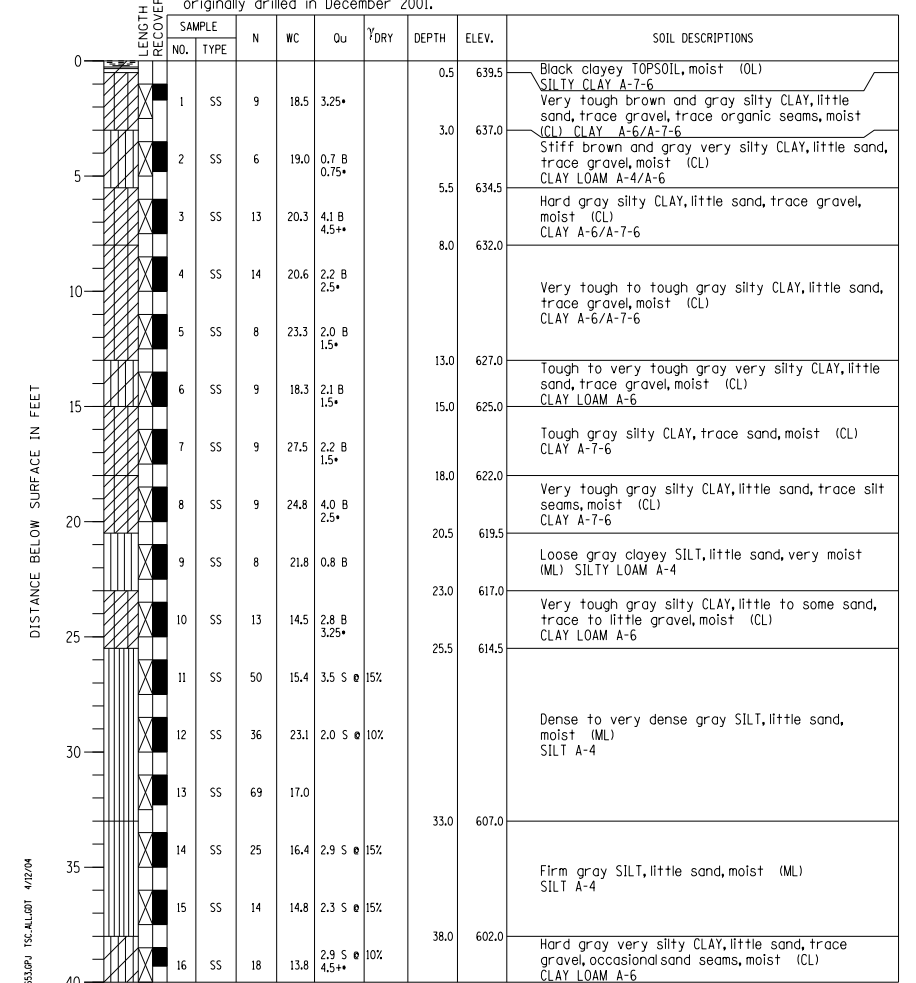 originally drilled in December 2001.
LENGTH
RECOVERY
SAMPLE
NO. TYPE N WC Qu γDRY DEPTH ELEV. SOIL DESCRIPTIONS
0
0.5 639.5 Black clayey TOPSOIL, moist (OL)
SILTY CLAY A-7-6
1 SS 9 18.5 3.25* Very tough brown and gray silty CLAY, little
sand, trace gravel, trace organic seams, moist
3.0 637.0 (CL) CLAY A-6/A-7-6
2 SS 6 19.0 0.7 B Stiff brown and gray very silty CLAY, little sand,
0.75* trace gravel, moist (CL)
5 CLAY LOAM A-4/A-6
5.5 634.5
3 SS 13 20.3 4.1 B Hard gray silty CLAY, little sand, trace gravel,
4.5+* moist (CL)
CLAY A-6/A-7-6
8.0 632.0
4 SS 14 20.6 2.2 B
2.5* Very tough to tough gray silty CLAY, little sand,
10 trace gravel, moist (CL)
CLAY A-6/A-7-6
5 SS 8 23.3 2.0 B
1.5*
13.0 627.0
6 SS 9 18.3 2.1 B Tough to very tough gray very silty CLAY, little
1.5* sand, trace gravel, moist (CL)
CLAY LOAM A-6
15 15.0 625.0
7 SS 9 27.5 2.2 B Tough gray silty CLAY, trace sand, moist (CL)
1.5* CLAY A-7-6
18.0 622.0
8 SS 9 24.8 4.0 B Very tough gray silty CLAY, little sand, trace silt
2.5* seams, moist (CL)
20 CLAY A-7-6
20.5 619.5
9 SS 8 21.8 0.8 B Loose gray clayey SILT, little sand, very moist
(ML) SILTY LOAM A-4
23.0 617.0
10 SS 13 14.5 2.8 B Very tough gray silty CLAY, little to some sand,
3.25* trace to little gravel, moist (CL)
25 CLAY LOAM A-6
25.5 614.5
11 SS 50 15.4 3.5 S @ 15%
12 SS 36 23.1 2.0 S @ 10% Dense to very dense gray SILT, little sand,
moist (ML)
30 SILT A-4
13 SS 69 17.0
33.0 607.0
14 SS 25 16.4 2.9 S @ 15%
35 Firm gray SILT, little sand, moist (ML)
SILT A-4
15 SS 14 14.8 2.3 S @ 15%
38.0 602.0
16 SS 18 13.8 2.9 S @ 10% Hard gray very silty CLAY, little sand, trace
4.5+* gravel, occasional sand seams, moist (CL)
40 CLAY LOAM A-6
DISTANCE BELOW SURFACE IN FEET
553.GPJ TSC_ALL.GDT 4/12/04